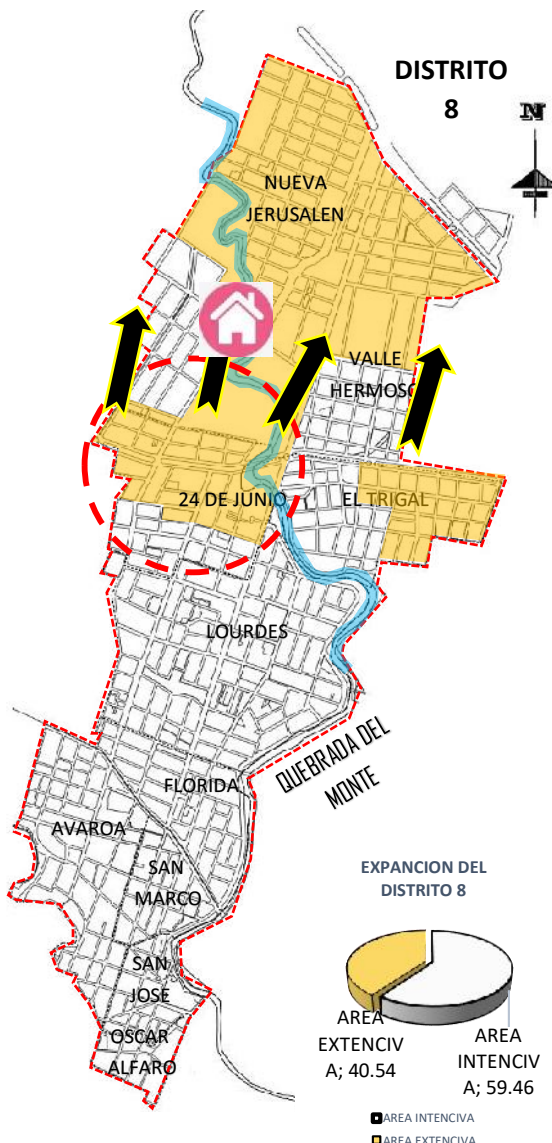 DISTRITO
8
N
NUEVA
JERUSALEN
VALLE
HERMOSO
24 DE JUNIO
EL TRIGAL
LOURDES
QUEBRADA DEL
MONTE
FLORIDA
AVAROA
SAN
MARCO
SAN
JOSE
OSCAR
ALFARO
EXPANCION DEL
DISTRITO 8
AREA
EXTENCIV
A; 40.54
AREA
INTENCIV
A; 59.46
AREA INTENCIVA
AREA EXTENCIVA